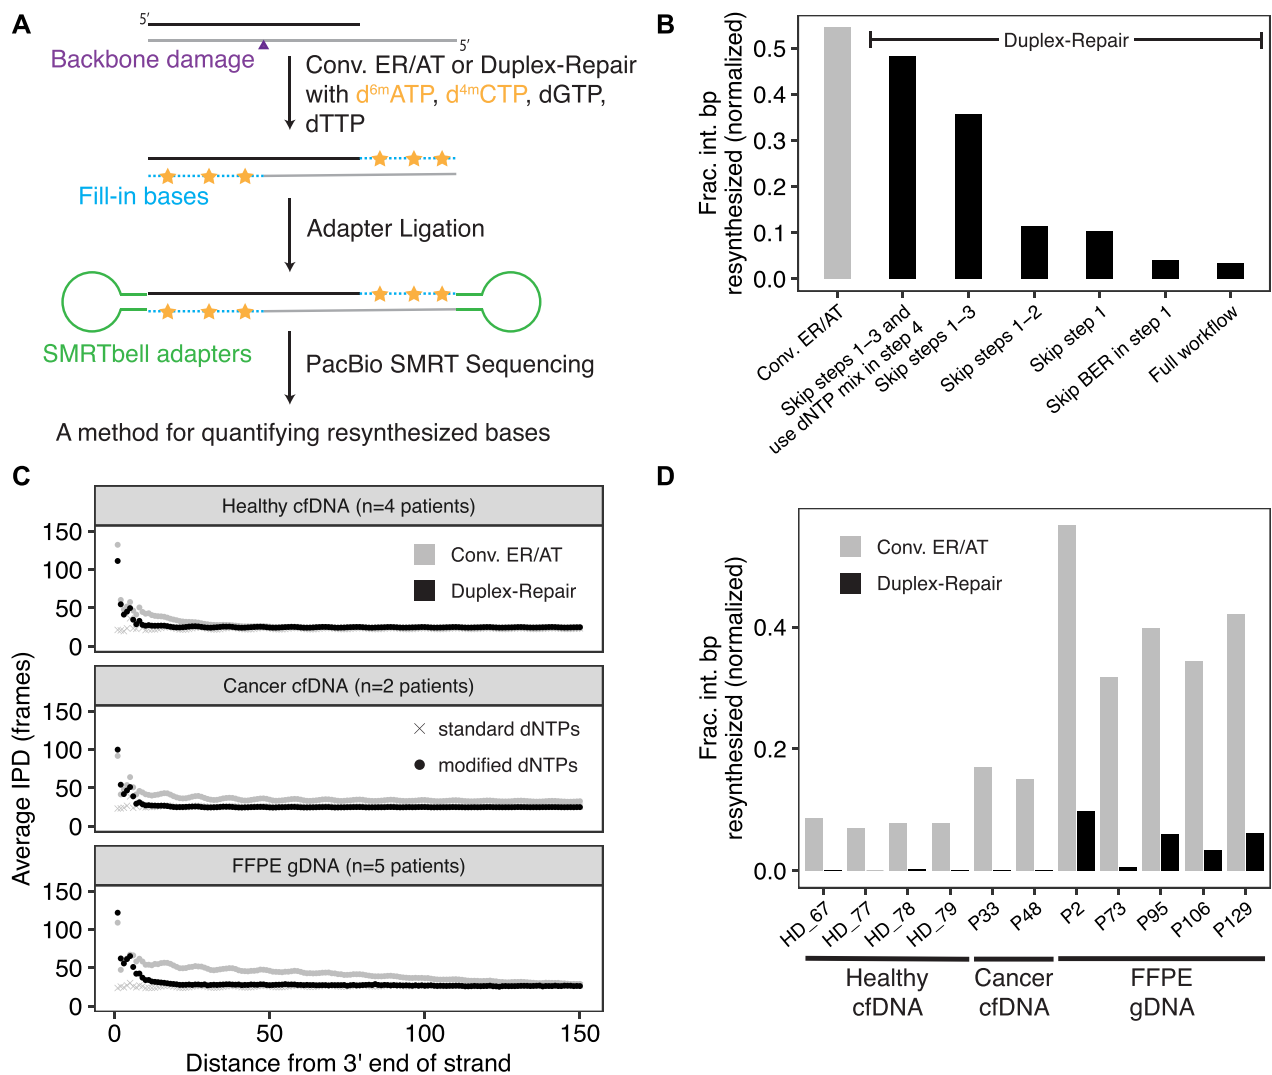 A
5′
5′
Backbone damage
Conv. ER/AT or Duplex-Repair
with d6mATP, d4mCTP, dGTP,
dTTP
Fill-in bases
Adapter Ligation
SMRTbell adapters
PacBio SMRT Sequencing
A method for quantifying resynthesized bases
B
Frac. int. bp
resynthesized (normalized)
0.5
0.4
0.3
0.2
0.1
0.0
Duplex-Repair
Conv. ER/AT
Skip steps 1–3 and
use dNTP mix in step 4
Skip steps 1–3
Skip steps 1–2
Skip step 1
Skip BER in step 1
Full workflow
C
Average IPD (frames)
Healthy cfDNA (n=4 patients)
150
100
50
0
Conv. ER/AT
Duplex-Repair
Cancer cfDNA (n=2 patients)
150
100
50
0
standard dNTPs
modified dNTPs
FFPE gDNA (n=5 patients)
150
100
50
0
0 50 100 150
Distance from 3' end of strand
D
Frac. int. bp
resynthesized (normalized)
0.4
0.2
0.0
Conv. ER/AT
Duplex-Repair
HD_67
HD_77
HD_78
HD_79
P33
P48
P2
P73
P95
P106
P129
Healthy
cfDNA
Cancer
cfDNA
FFPE
gDNA